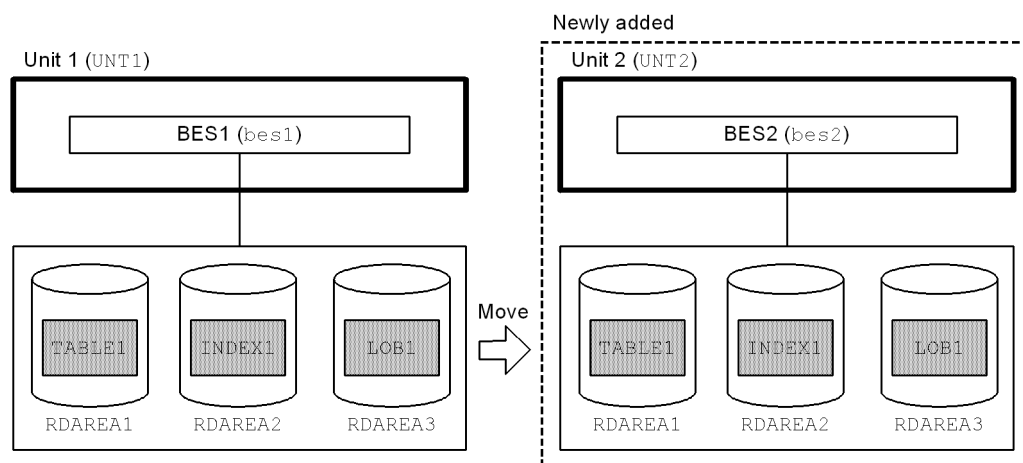 Newly added
Unit 1 (UNT1)
Unit 2 (UNT2)
BES1 (bes1)
BES2 (bes2)
TABLE1
INDEX1
LOB1
Move
TABLE1
INDEX1
LOB1
RDAREA1
RDAREA2
RDAREA3
RDAREA1
RDAREA2
RDAREA3